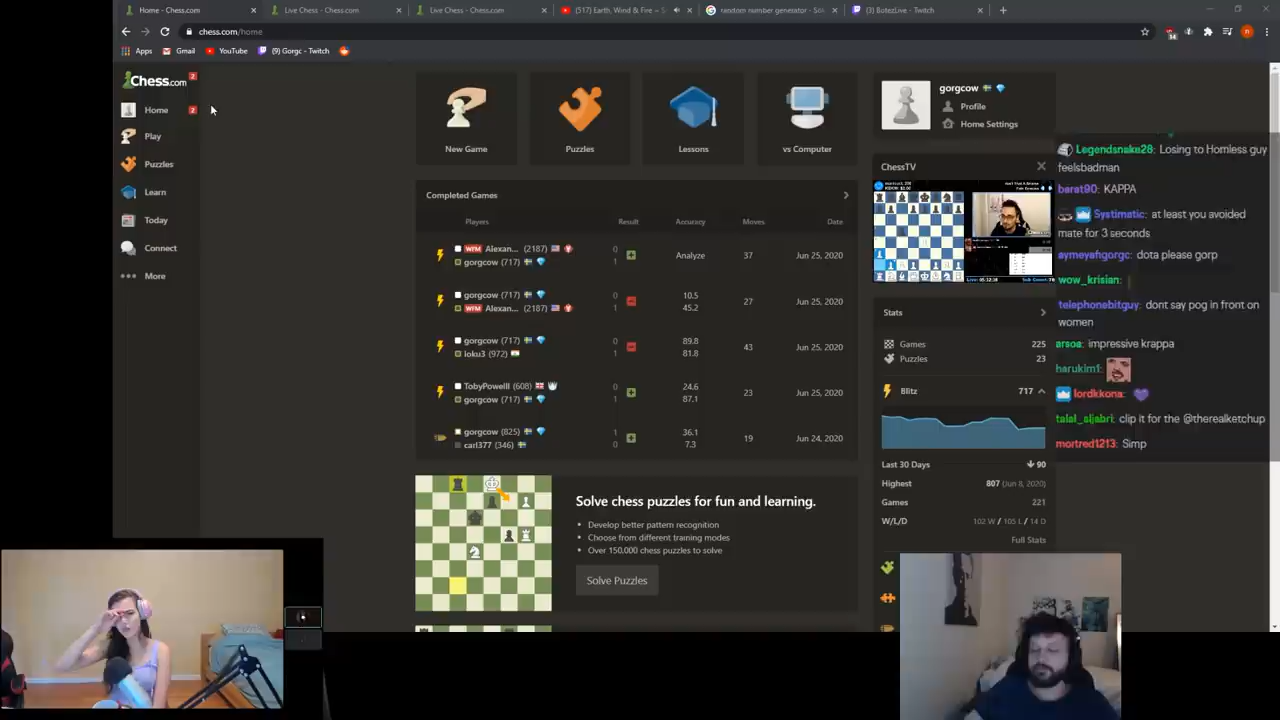 Home - Chess.com
Live Chess - Chess.com
Live Chess - Chess.com
(517) Earth, Wind & Fire – S
random number generator - Sök
(3) BotezLive - Twitch
chess.com/home
Apps
Gmail
YouTube
(9) Gorgc - Twitch
14
n
Chess.com
2
Home
2
Play
Puzzles
Learn
Today
Connect
More
New Game
Puzzles
Lessons
vs Computer
Completed Games
Players Result Accuracy Moves Date
WFM Alexan... (2187) 0
gorgcow (717) 1
Analyze 37 Jun 25, 2020
gorgcow (717) 0 10.5
WFM Alexan... (2187) 1 45.2
27 Jun 25, 2020
gorgcow (717) 0 89.8
ioku3 (972) 1 81.8
43 Jun 25, 2020
TobyPowelll (608) 0 24.6
gorgcow (717) 1 87.1
23 Jun 25, 2020
gorgcow (825) 1 36.1
carl377 (346) 0 7.3
19 Jun 24, 2020
Solve chess puzzles for fun and learning.
Develop better pattern recognition
Choose from different training modes
Over 150,000 chess puzzles to solve
Solve Puzzles
gorgcow
Profile
Home Settings
ChessTV
Stats
Games 225
Puzzles 23
Blitz 717
Last 30 Days 90
Highest 807 (Jun 8, 2020)
Games 221
W/L/D 102 W / 105 L / 14 D
Full Stats
Legendsnake28: Losing to Homless guy
feelsbadman
barat90: KAPPA
Systimatic: at least you avoided
mate for 3 seconds
aymeyahgorgc: dota please gorp
wow_krisian:
telephonebitguy: dont say pog in front on
women
arsoa: impressive krappa
harukim1:
lordkkona:
talal_aljabri: clip it for the @therealketchup
mortred1213: Simp